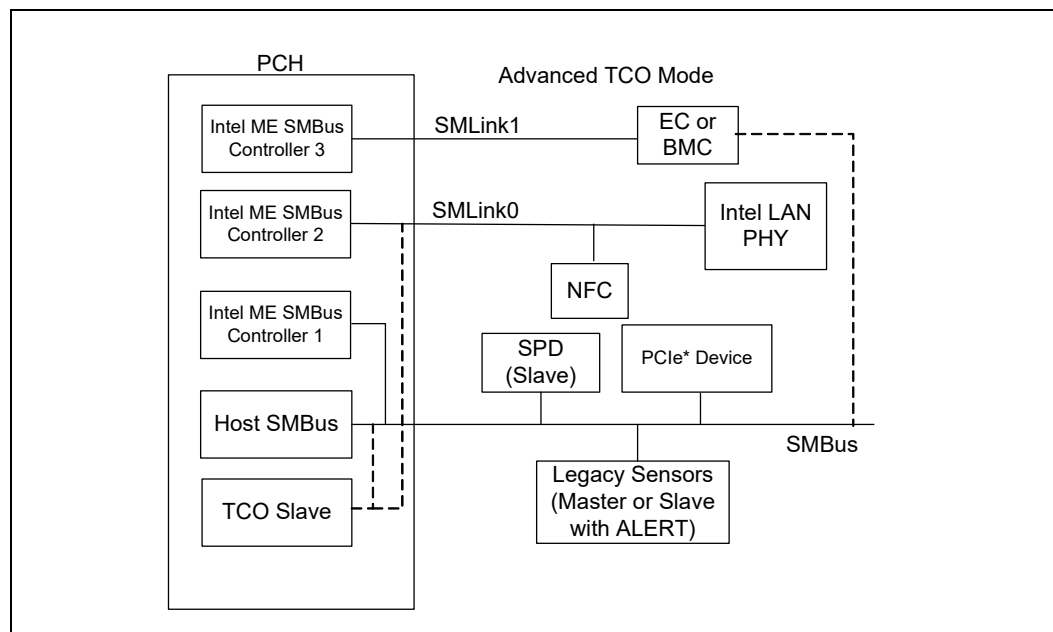 PCH
Advanced TCO Mode
Intel ME SMBus
Controller 3
SMLink1
EC or
BMC
Intel ME SMBus
Controller 2
SMLink0
Intel LAN
PHY
NFC
Intel ME SMBus
Controller 1
SPD
(Slave)
PCIe* Device
Host SMBus
SMBus
TCO Slave
Legacy Sensors
(Master or Slave
with ALERT)